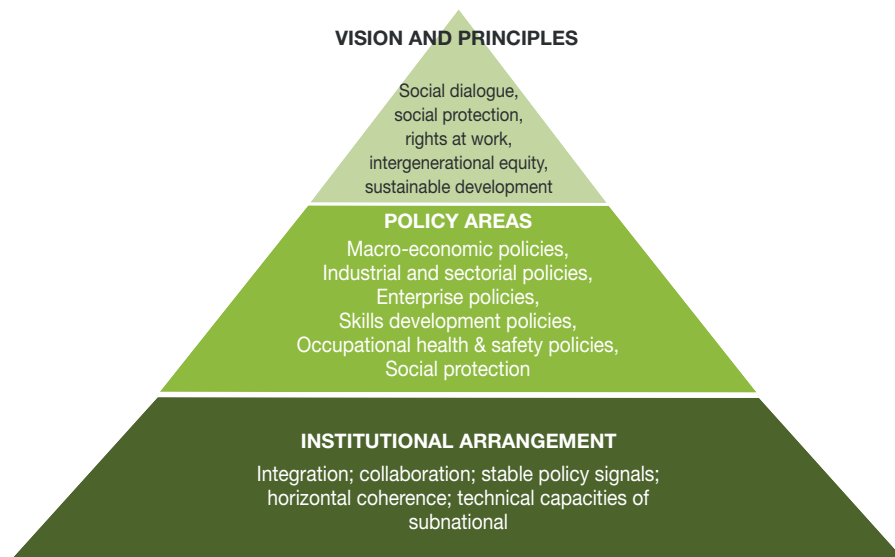 VISION AND PRINCIPLES
Social dialogue,
social protection,
rights at work,
intergenerational equity,
sustainable development
POLICY AREAS
Macro-economic policies,
Industrial and sectorial policies,
Enterprise policies,
Skills development policies,
Occupational health & safety policies,
Social protection
INSTITUTIONAL ARRANGEMENT
Integration; collaboration; stable policy signals;
horizontal coherence; technical capacities of
subnational